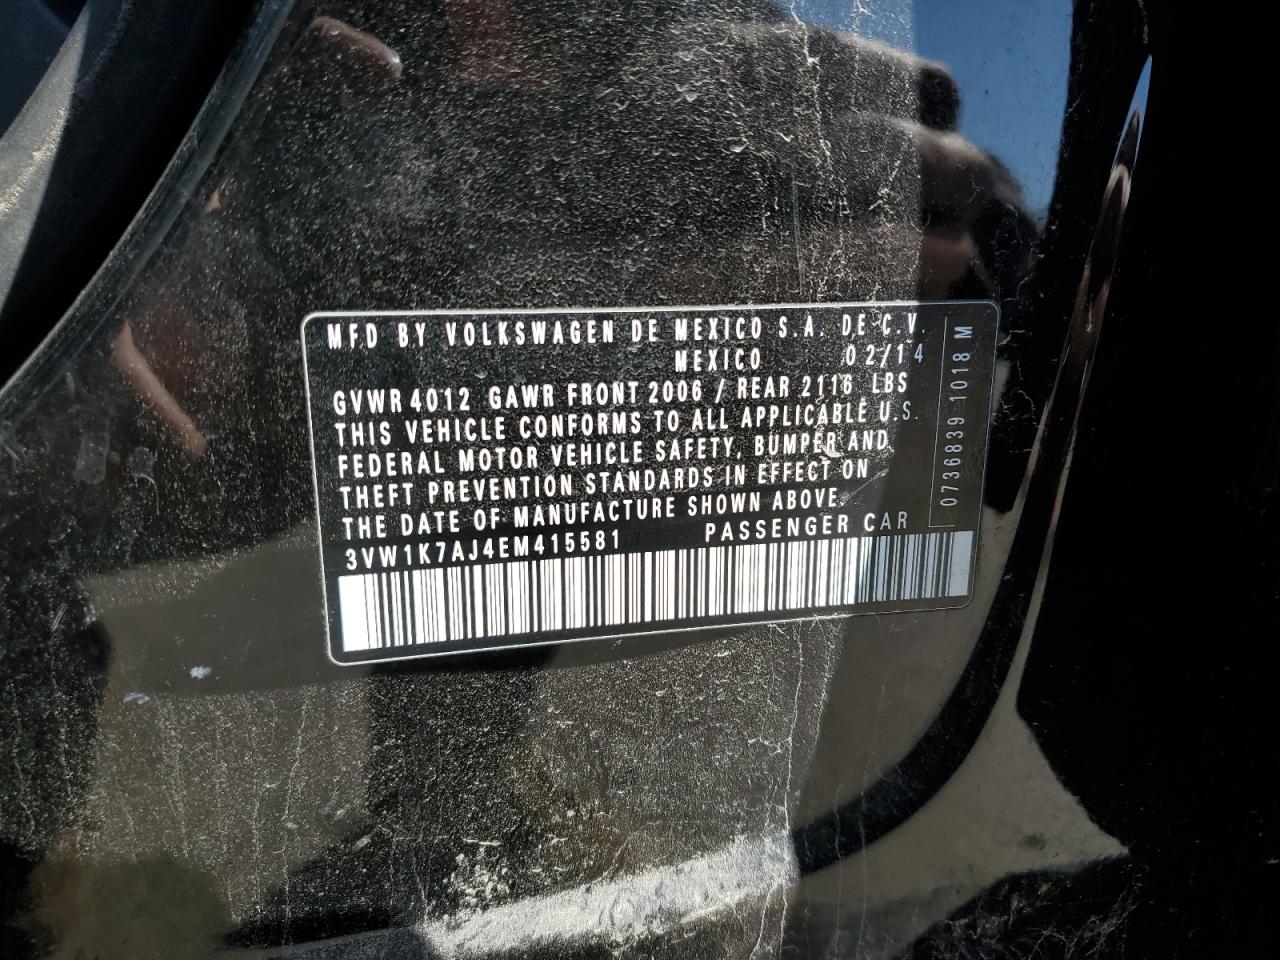 MFD BY VOLKSWAGEN DE MEXICO S.A. DE C.V.
MEXICO 02/14
GVWR 4012 GAWR FRONT 2006 / REAR 2116 LBS
THIS VEHICLE CONFORMS TO ALL APPLICABLE U.S.
FEDERAL MOTOR VEHICLE SAFETY, BUMPER AND
THEFT PREVENTION STANDARDS IN EFFECT ON
THE DATE OF MANUFACTURE SHOWN ABOVE.
3VW1K7AJ4EM415581 PASSENGER CAR
0736839 1018 M